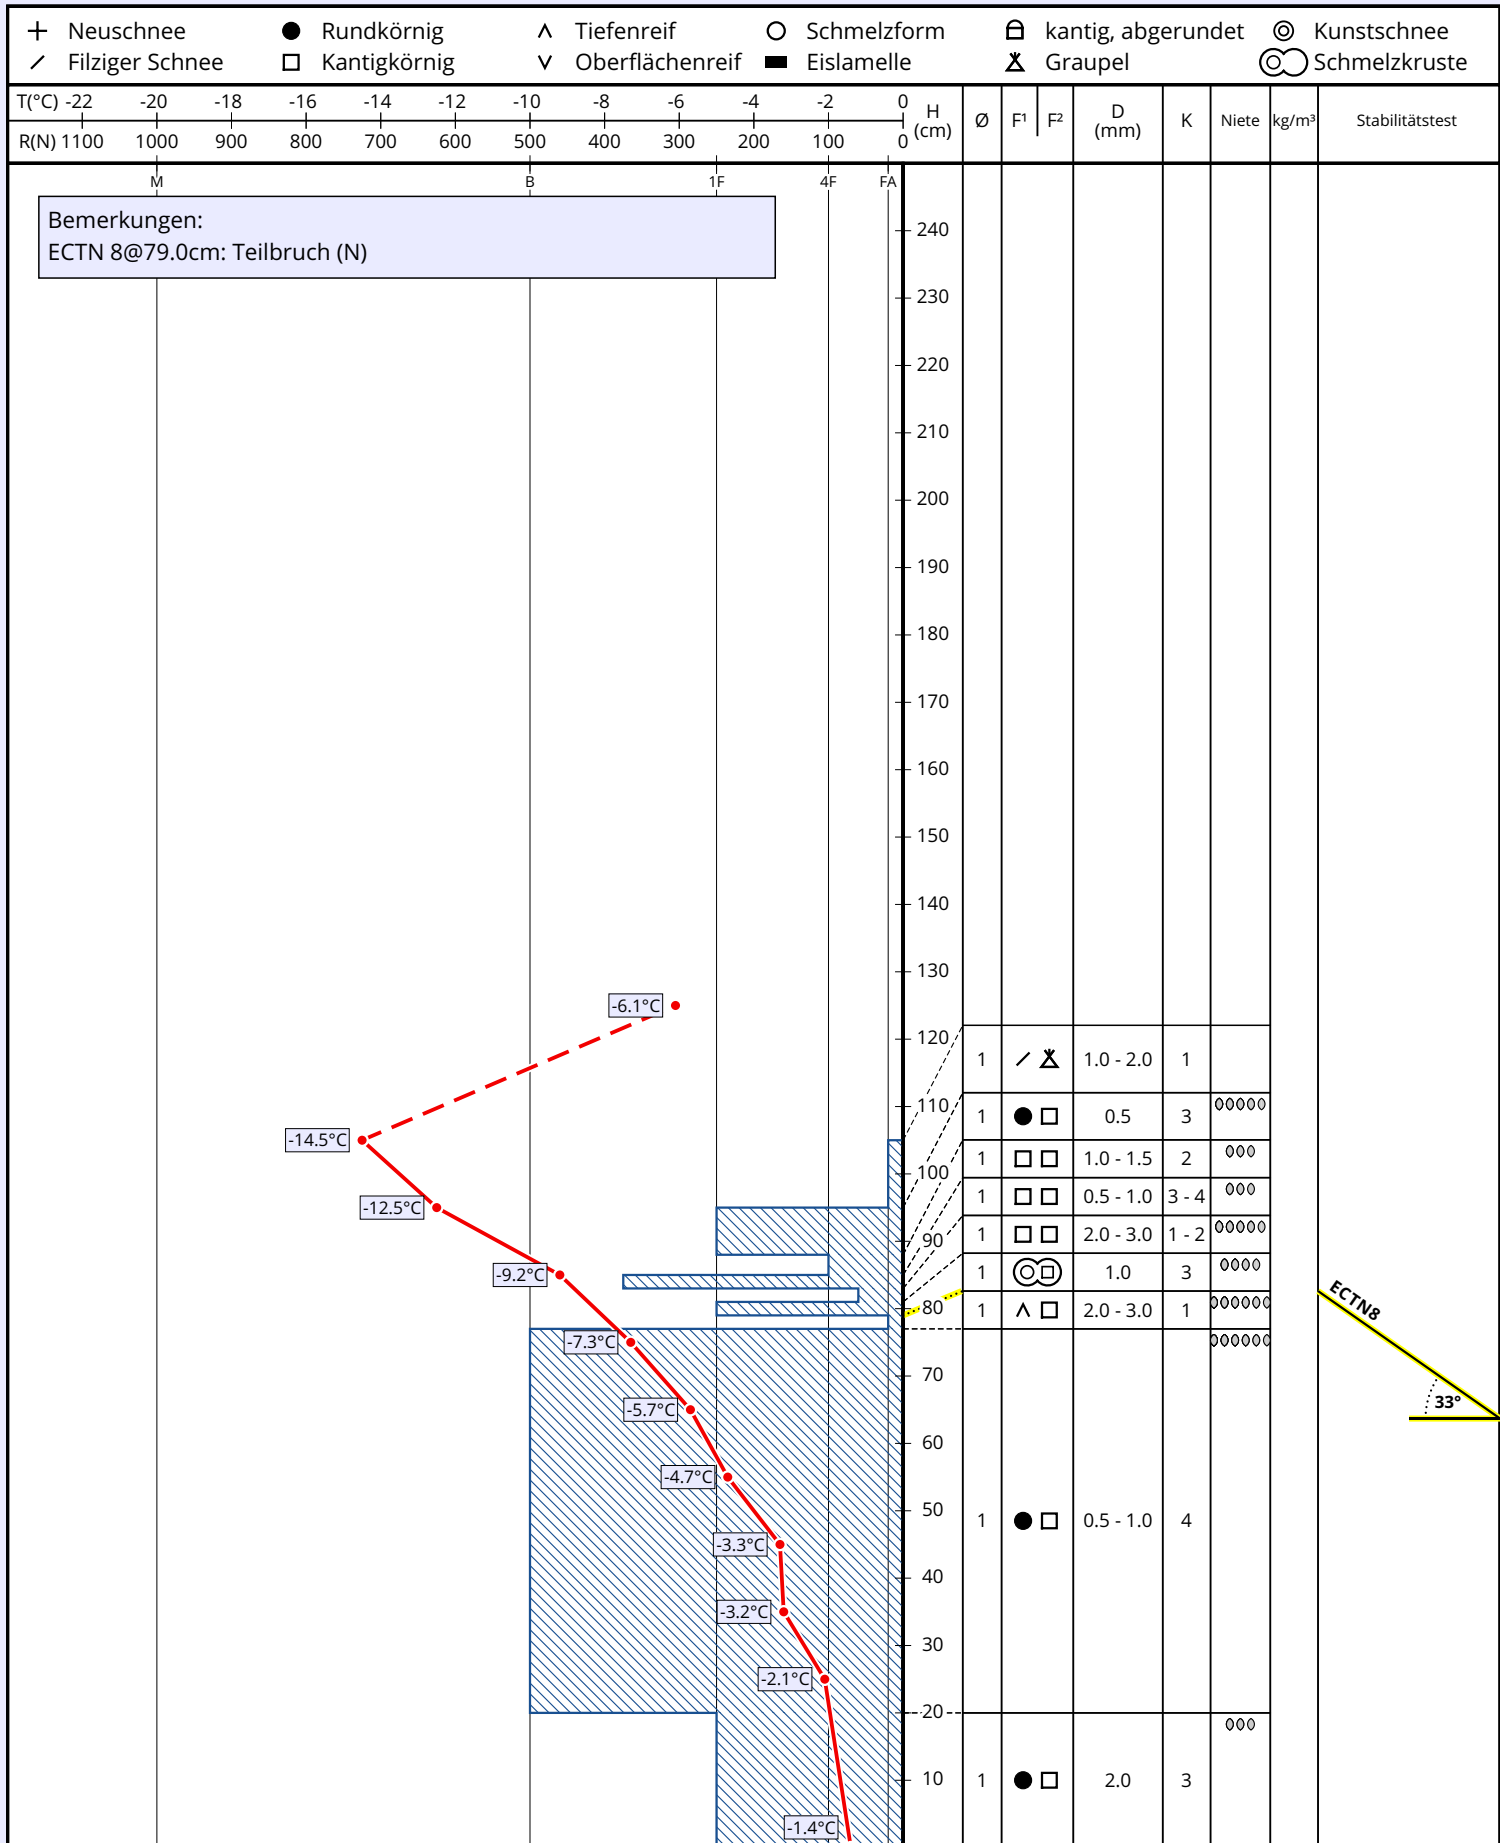 Neuschnee Rundkörnig Tiefenreif Schmelzform kantig, abgerundet Kunstschnee
Filziger Schnee Kantigkörnig Oberflächenreif Eislamelle Graupel Schmelzkruste
T(°C) -22 -20 -18 -16 -14 -12 -10 -8 -6 -4 -2 0
R(N) 1100 1000 900 800 700 600 500 400 300 200 100 0
H (cm) Ø F¹ F² D (mm) K Niete kg/m³ Stabilitätstest
M B 1F 4F FA
Bemerkungen:
ECTN 8@79.0cm: Teilbruch (N)
240
230
220
210
200
190
180
170
160
150
140
130
-6.1°C
120
1 1.0 - 2.0 1
110
1 0.5 3
-14.5°C
1 1.0 - 1.5 2
100
1 0.5 - 1.0 3 - 4
-12.5°C
1 2.0 - 3.0 1 - 2
90
-9.2°C
1 1.0 3
80
1 2.0 - 3.0 1
ECTN8
-7.3°C
70
33°
-5.7°C
60
-4.7°C
50
1 0.5 - 1.0 4
-3.3°C
40
-3.2°C
30
-2.1°C
20
10
1 2.0 3
-1.4°C